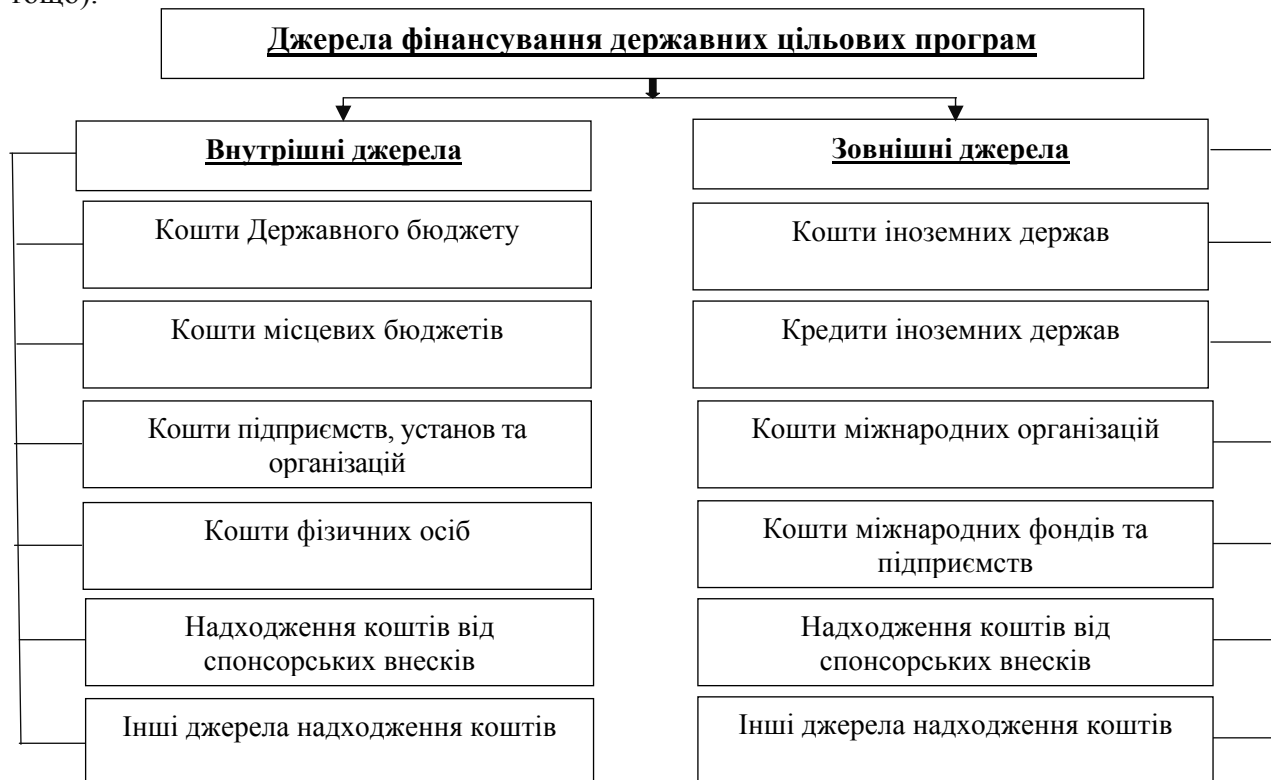 тощо).
Джерела фінансування державних цільових програм
Внутрішні джерела
Кошти Державного бюджету
Кошти місцевих бюджетів
Кошти підприємств, установ та
організацій
Кошти фізичних осіб
Надходження коштів від
спонсорських внесків
Інші джерела надходження коштів
Зовнішні джерела
Кошти іноземних держав
Кредити іноземних держав
Кошти міжнародних організацій
Кошти міжнародних фондів та
підприємств
Надходження коштів від
спонсорських внесків
Інші джерела надходження коштів